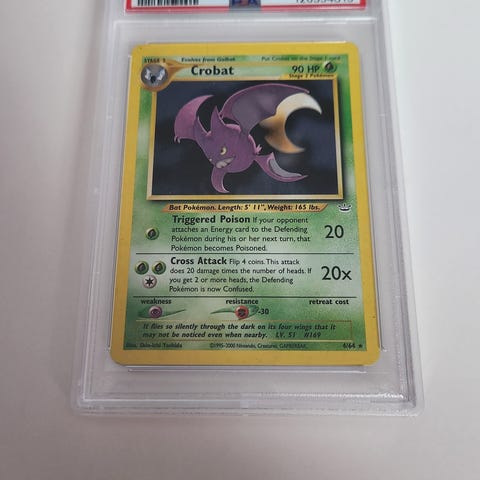 PSA
STAGE 2 Evolves from Golbat Put Crobat on the Stage 1 card
Crobat 90 HP
Stage 2 Pokémon
Bat Pokémon. Length: 5' 11", Weight: 165 lbs.
Triggered Poison If your opponent
attaches an Energy card to the Defending
Pokémon during his or her next turn, that
Pokémon becomes Poisoned.
20
Cross Attack Flip 4 coins. This attack
does 20 damage times the number of heads. If
you get 2 or more heads, the Defending
Pokémon is now Confused.
20x
weakness resistance retreat cost
-30
It flies so silently through the dark on its four wings that it
may not be noticed even when nearby. LV. 51 #169
Illus. Shin-ichi Yoshida ©1995-2000 Nintendo, Creatures, GAMEFREAK. 4/64 ★